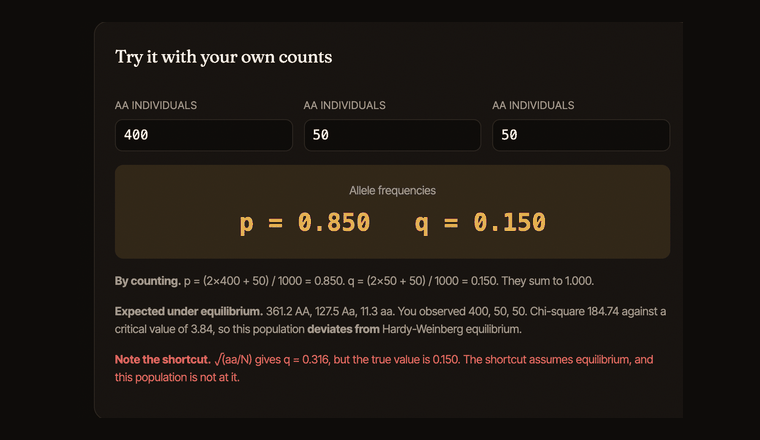 Try it with your own counts
AA INDIVIDUALS AA INDIVIDUALS AA INDIVIDUALS
400 50 50
Allele frequencies
p = 0.850 q = 0.150
By counting. p = (2×400 + 50) / 1000 = 0.850. q = (2×50 + 50) / 1000 = 0.150. They sum to 1.000.
Expected under equilibrium. 361.2 AA, 127.5 Aa, 11.3 aa. You observed 400, 50, 50. Chi-square 184.74 against a
critical value of 3.84, so this population deviates from Hardy-Weinberg equilibrium.
Note the shortcut. √(aa/N) gives q = 0.316, but the true value is 0.150. The shortcut assumes equilibrium, and
this population is not at it.